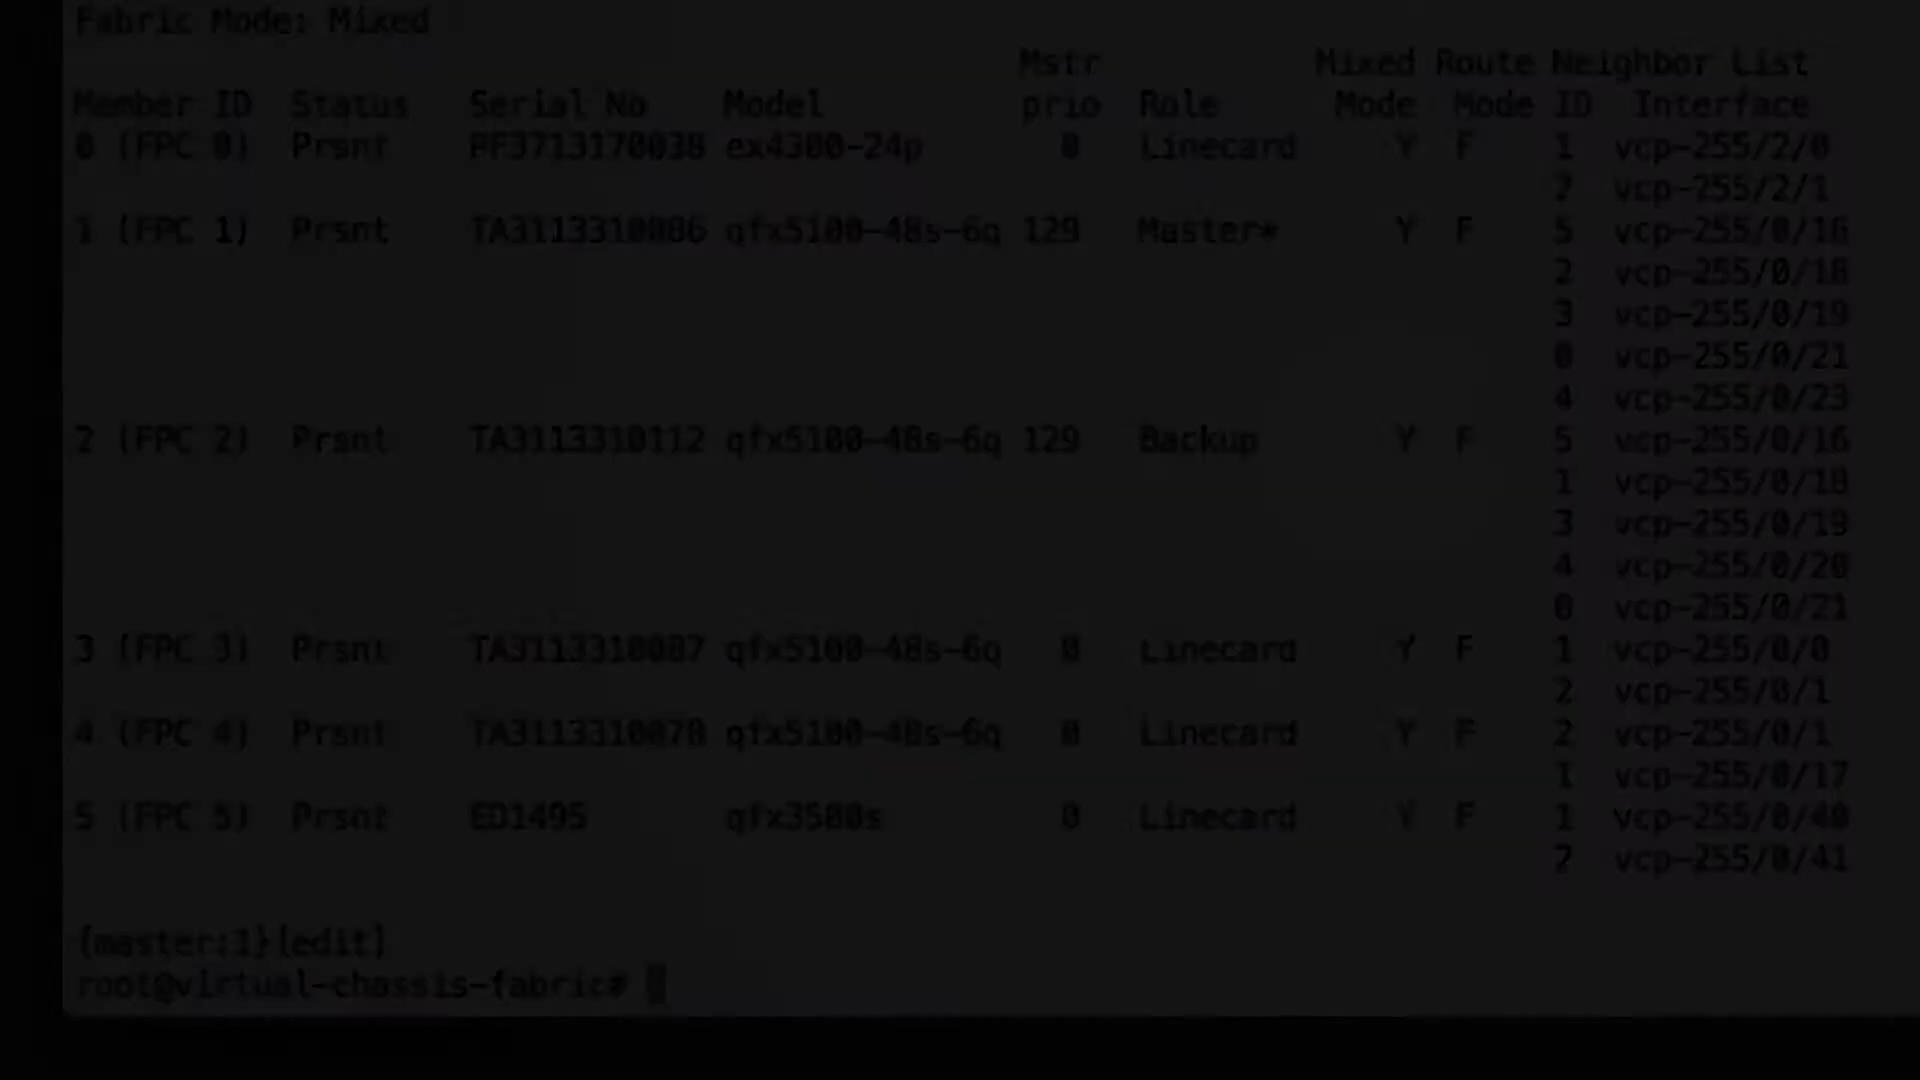 Fabric Mode: Mixed
Mstr Mixed Route Neighbor List
Member ID Status Serial No Model prio Role Mode Mode ID Interface
0 (FPC 0) Prsnt PF3713170038 ex4300-24p 0 Linecard Y F 1 vcp-255/2/0
2 vcp-255/2/1
1 (FPC 1) Prsnt TA3113310086 qfx5100-48s-6q 129 Master* Y F 5 vcp-255/0/16
2 vcp-255/0/18
3 vcp-255/0/19
0 vcp-255/0/21
4 vcp-255/0/23
2 (FPC 2) Prsnt TA3113310112 qfx5100-48s-6q 129 Backup Y F 5 vcp-255/0/16
1 vcp-255/0/18
3 vcp-255/0/19
4 vcp-255/0/20
0 vcp-255/0/21
3 (FPC 3) Prsnt TA3113310087 qfx5100-48s-6q 0 Linecard Y F 1 vcp-255/0/0
2 vcp-255/0/1
4 (FPC 4) Prsnt TA3113310078 qfx5100-48s-6q 0 Linecard Y F 2 vcp-255/0/1
1 vcp-255/0/17
5 (FPC 5) Prsnt ED1495 qfx3500s 0 Linecard Y F 1 vcp-255/0/40
2 vcp-255/0/41
{master:1}[edit]
root@virtual-chassis-fabric#